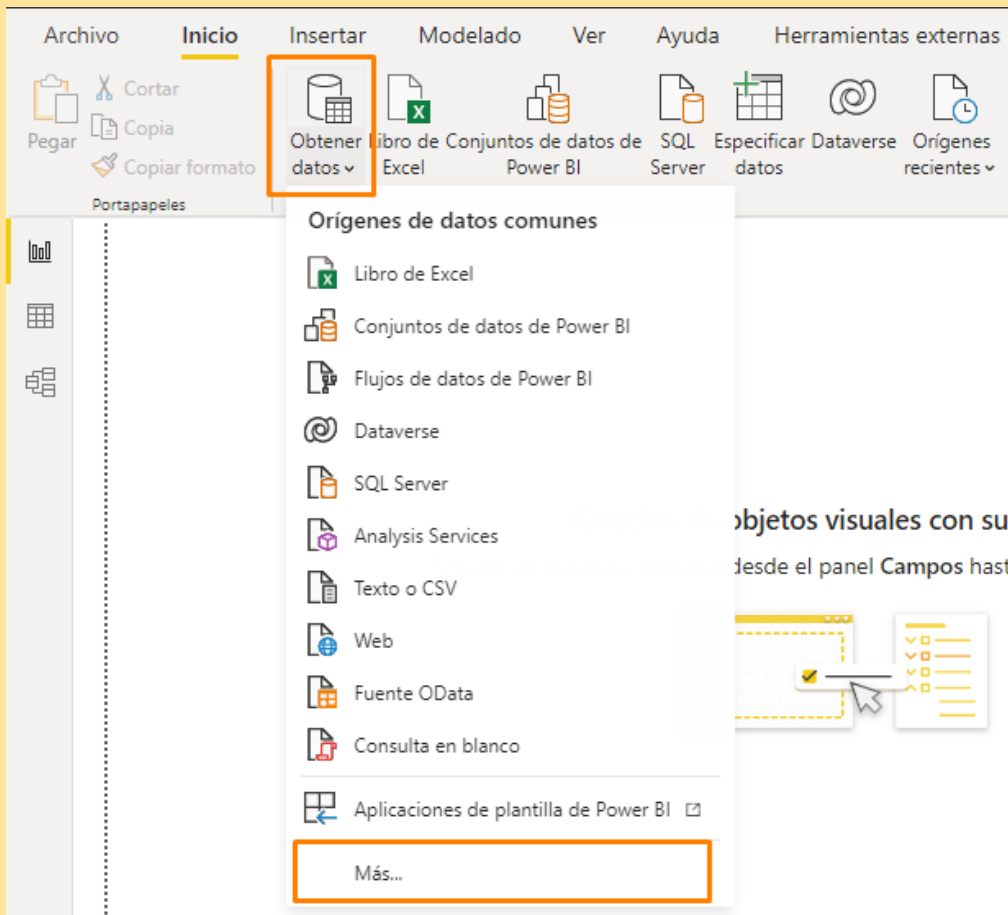 Archivo Inicio Insertar Modelado Ver Ayuda Herramientas externas
Pegar
Cortar
Copia
Copiar formato
Portapapeles
Obtener
datos
Libro de
Excel
Conjuntos de datos de
Power BI
SQL
Server
Especificar
datos
Dataverse
Orígenes
recientes
Orígenes de datos comunes
Libro de Excel
Conjuntos de datos de Power BI
Flujos de datos de Power BI
Dataverse
SQL Server
Analysis Services
Texto o CSV
Web
Fuente OData
Consulta en blanco
Aplicaciones de plantilla de Power BI
Más...
objetos visuales con su
desde el panel Campos hast